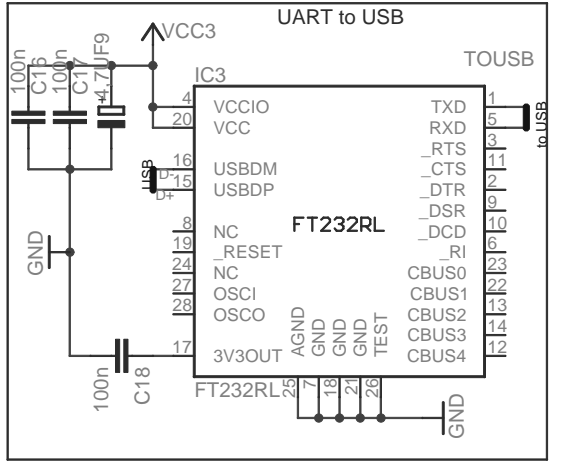 UART to USB
VCC3
100n
C16
100n
C17
4,7UF9
+
IC3
TOUSB
4
VCCIO
TXD
1
20
VCC
RXD
5
to USB
_RTS
3
16
USBDM
_CTS
11
USB
D-
15
USBDP
_DTR
2
D+
_DSR
9
FT232RL
8
NC
_DCD
10
19
_RESET
_RI
6
GND
24
NC
CBUS0
23
27
OSCI
CBUS1
22
28
OSCO
CBUS2
13
CBUS3
14
17
3V3OUT
CBUS4
12
AGND
GND
GND
GND
TEST
100n
C18
FT232RL
25
7
18
21
26
GND